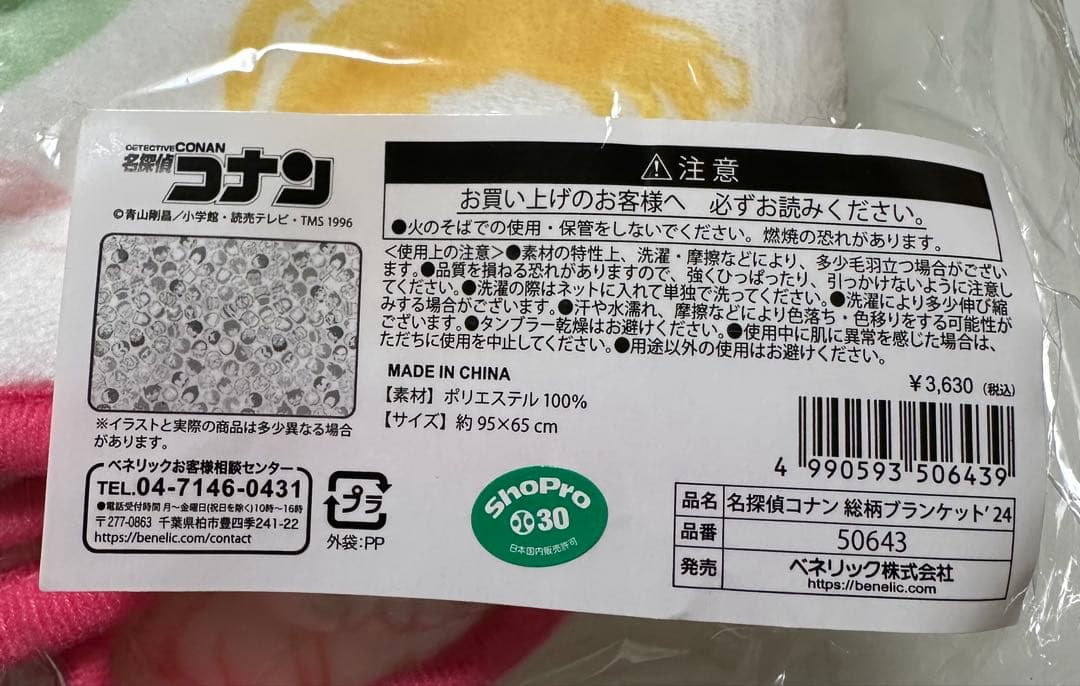 DETECTIVE CONAN
名探偵
コナン
©青山剛昌／小学館・読売テレビ・TMS 1996
※イラストと実際の商品は多少異なる場合
があります。
ベネリックお客様相談センター
TEL.04-7146-0431
●電話受付時間 月〜金曜日(祝日を除く)10時〜16時
〒277-0863 千葉県柏市豊四季241-22
https://benelic.com/contact
プラ
外袋:PP
⚠注意
お買い上げのお客様へ 必ずお読みください。
●火のそばでの使用・保管をしないでください。燃焼の恐れがあります。
<使用上の注意>●素材の特性上、洗濯・摩擦などにより、多少毛羽立つ場合がござい
ます。●品質を損ねる恐れがありますので、強くひっぱったり、引っかけないように注意し
てください。●洗濯の際はネットに入れて単独で洗ってください。●洗濯により多少伸び縮
みする場合がございます。●汗や水濡れ、摩擦などにより色落ち・色移りをする可能性が
ございます。●タンブラー乾燥はお避けください。●使用中に肌に異常を感じた場合は、
ただちに使用を中止してください。●用途以外の使用はお避けください。
MADE IN CHINA
【素材】ポリエステル100%
【サイズ】約95×65cm
ShoPro
30
日本国内販売許可
￥3,630(税込)
4 990593 506439
品名 名探偵コナン 総柄ブランケット'24
品番 50643
発売 ベネリック株式会社
https://benelic.com